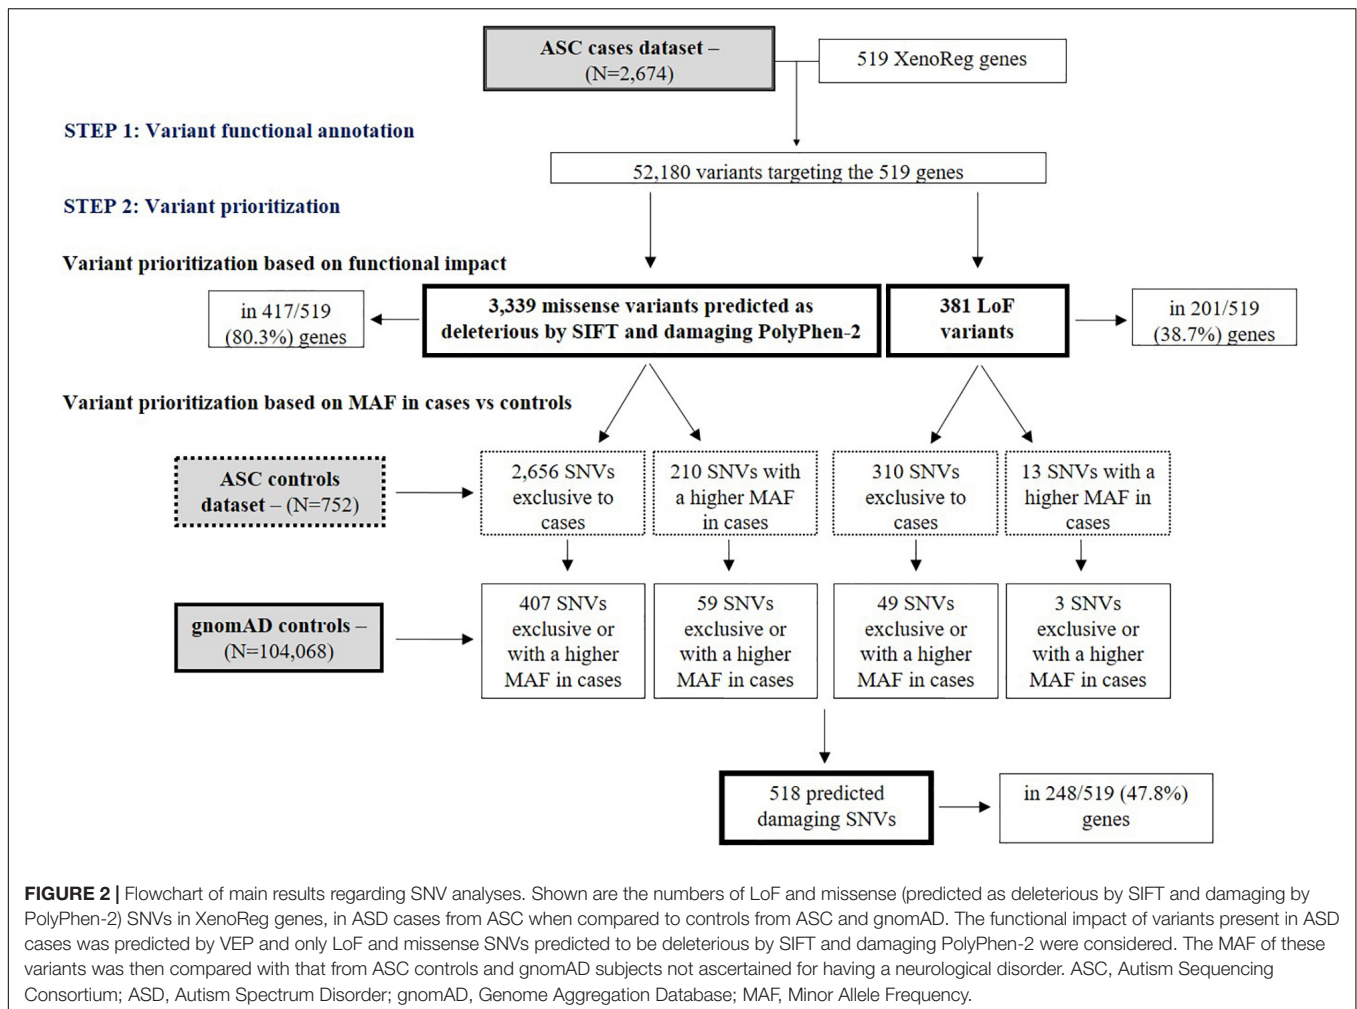 ASC cases dataset –
(N=2,674)
519 XenoReg genes
STEP 1: Variant functional annotation
52,180 variants targeting the 519 genes
STEP 2: Variant prioritization
Variant prioritization based on functional impact
in 417/519
(80.3%) genes
3,339 missense variants predicted as
deleterious by SIFT and damaging PolyPhen-2
381 LoF
variants
in 201/519
(38.7%) genes
Variant prioritization based on MAF in cases vs controls
ASC controls
dataset – (N=752)
2,656 SNVs
exclusive to
cases
210 SNVs with
a higher MAF
in cases
310 SNVs
exclusive to
cases
13 SNVs with a
higher MAF in
cases
gnomAD controls –
(N=104,068)
407 SNVs
exclusive or
with a higher
MAF in cases
59 SNVs
exclusive or
with a higher
MAF in cases
49 SNVs
exclusive or
with a higher
MAF in cases
3 SNVs
exclusive or
with a higher
MAF in cases
518 predicted
damaging SNVs
in 248/519 (47.8%)
genes
FIGURE 2 | Flowchart of main results regarding SNV analyses. Shown are the numbers of LoF and missense (predicted as deleterious by SIFT and damaging by
PolyPhen-2) SNVs in XenoReg genes, in ASD cases from ASC when compared to controls from ASC and gnomAD. The functional impact of variants present in ASD
cases was predicted by VEP and only LoF and missense SNVs predicted to be deleterious by SIFT and damaging PolyPhen-2 were considered. The MAF of these
variants was then compared with that from ASC controls and gnomAD subjects not ascertained for having a neurological disorder. ASC, Autism Sequencing
Consortium; ASD, Autism Spectrum Disorder; gnomAD, Genome Aggregation Database; MAF, Minor Allele Frequency.